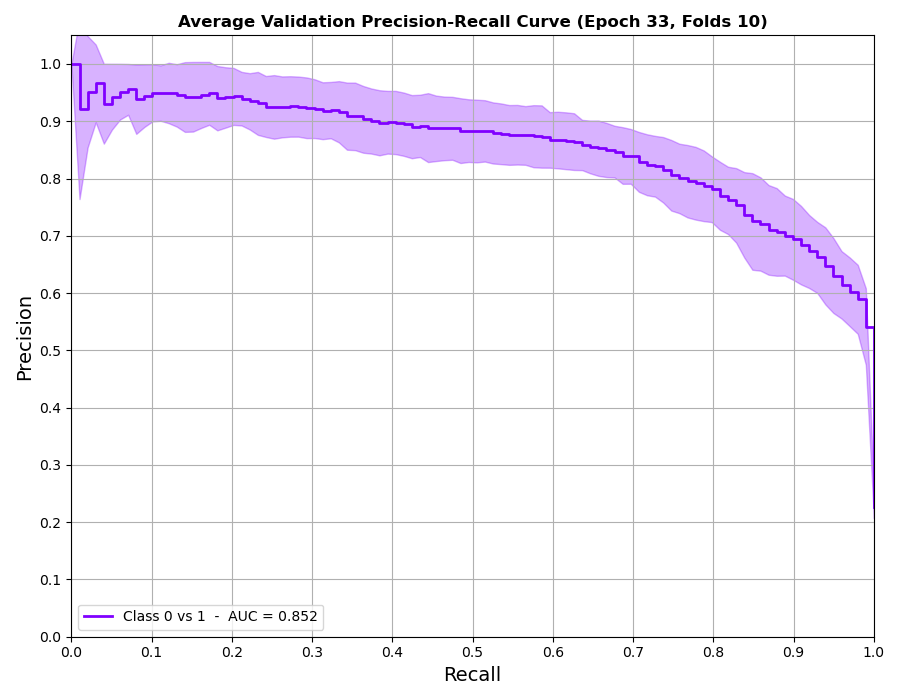 Average Validation Precision-Recall Curve (Epoch 33, Folds 10)
Precision
1.0
0.9
0.8
0.7
0.6
0.5
0.4
0.3
0.2
0.1
0.0
Class 0 vs 1 - AUC = 0.852
0.0 0.1 0.2 0.3 0.4 0.5 0.6 0.7 0.8 0.9 1.0
Recall